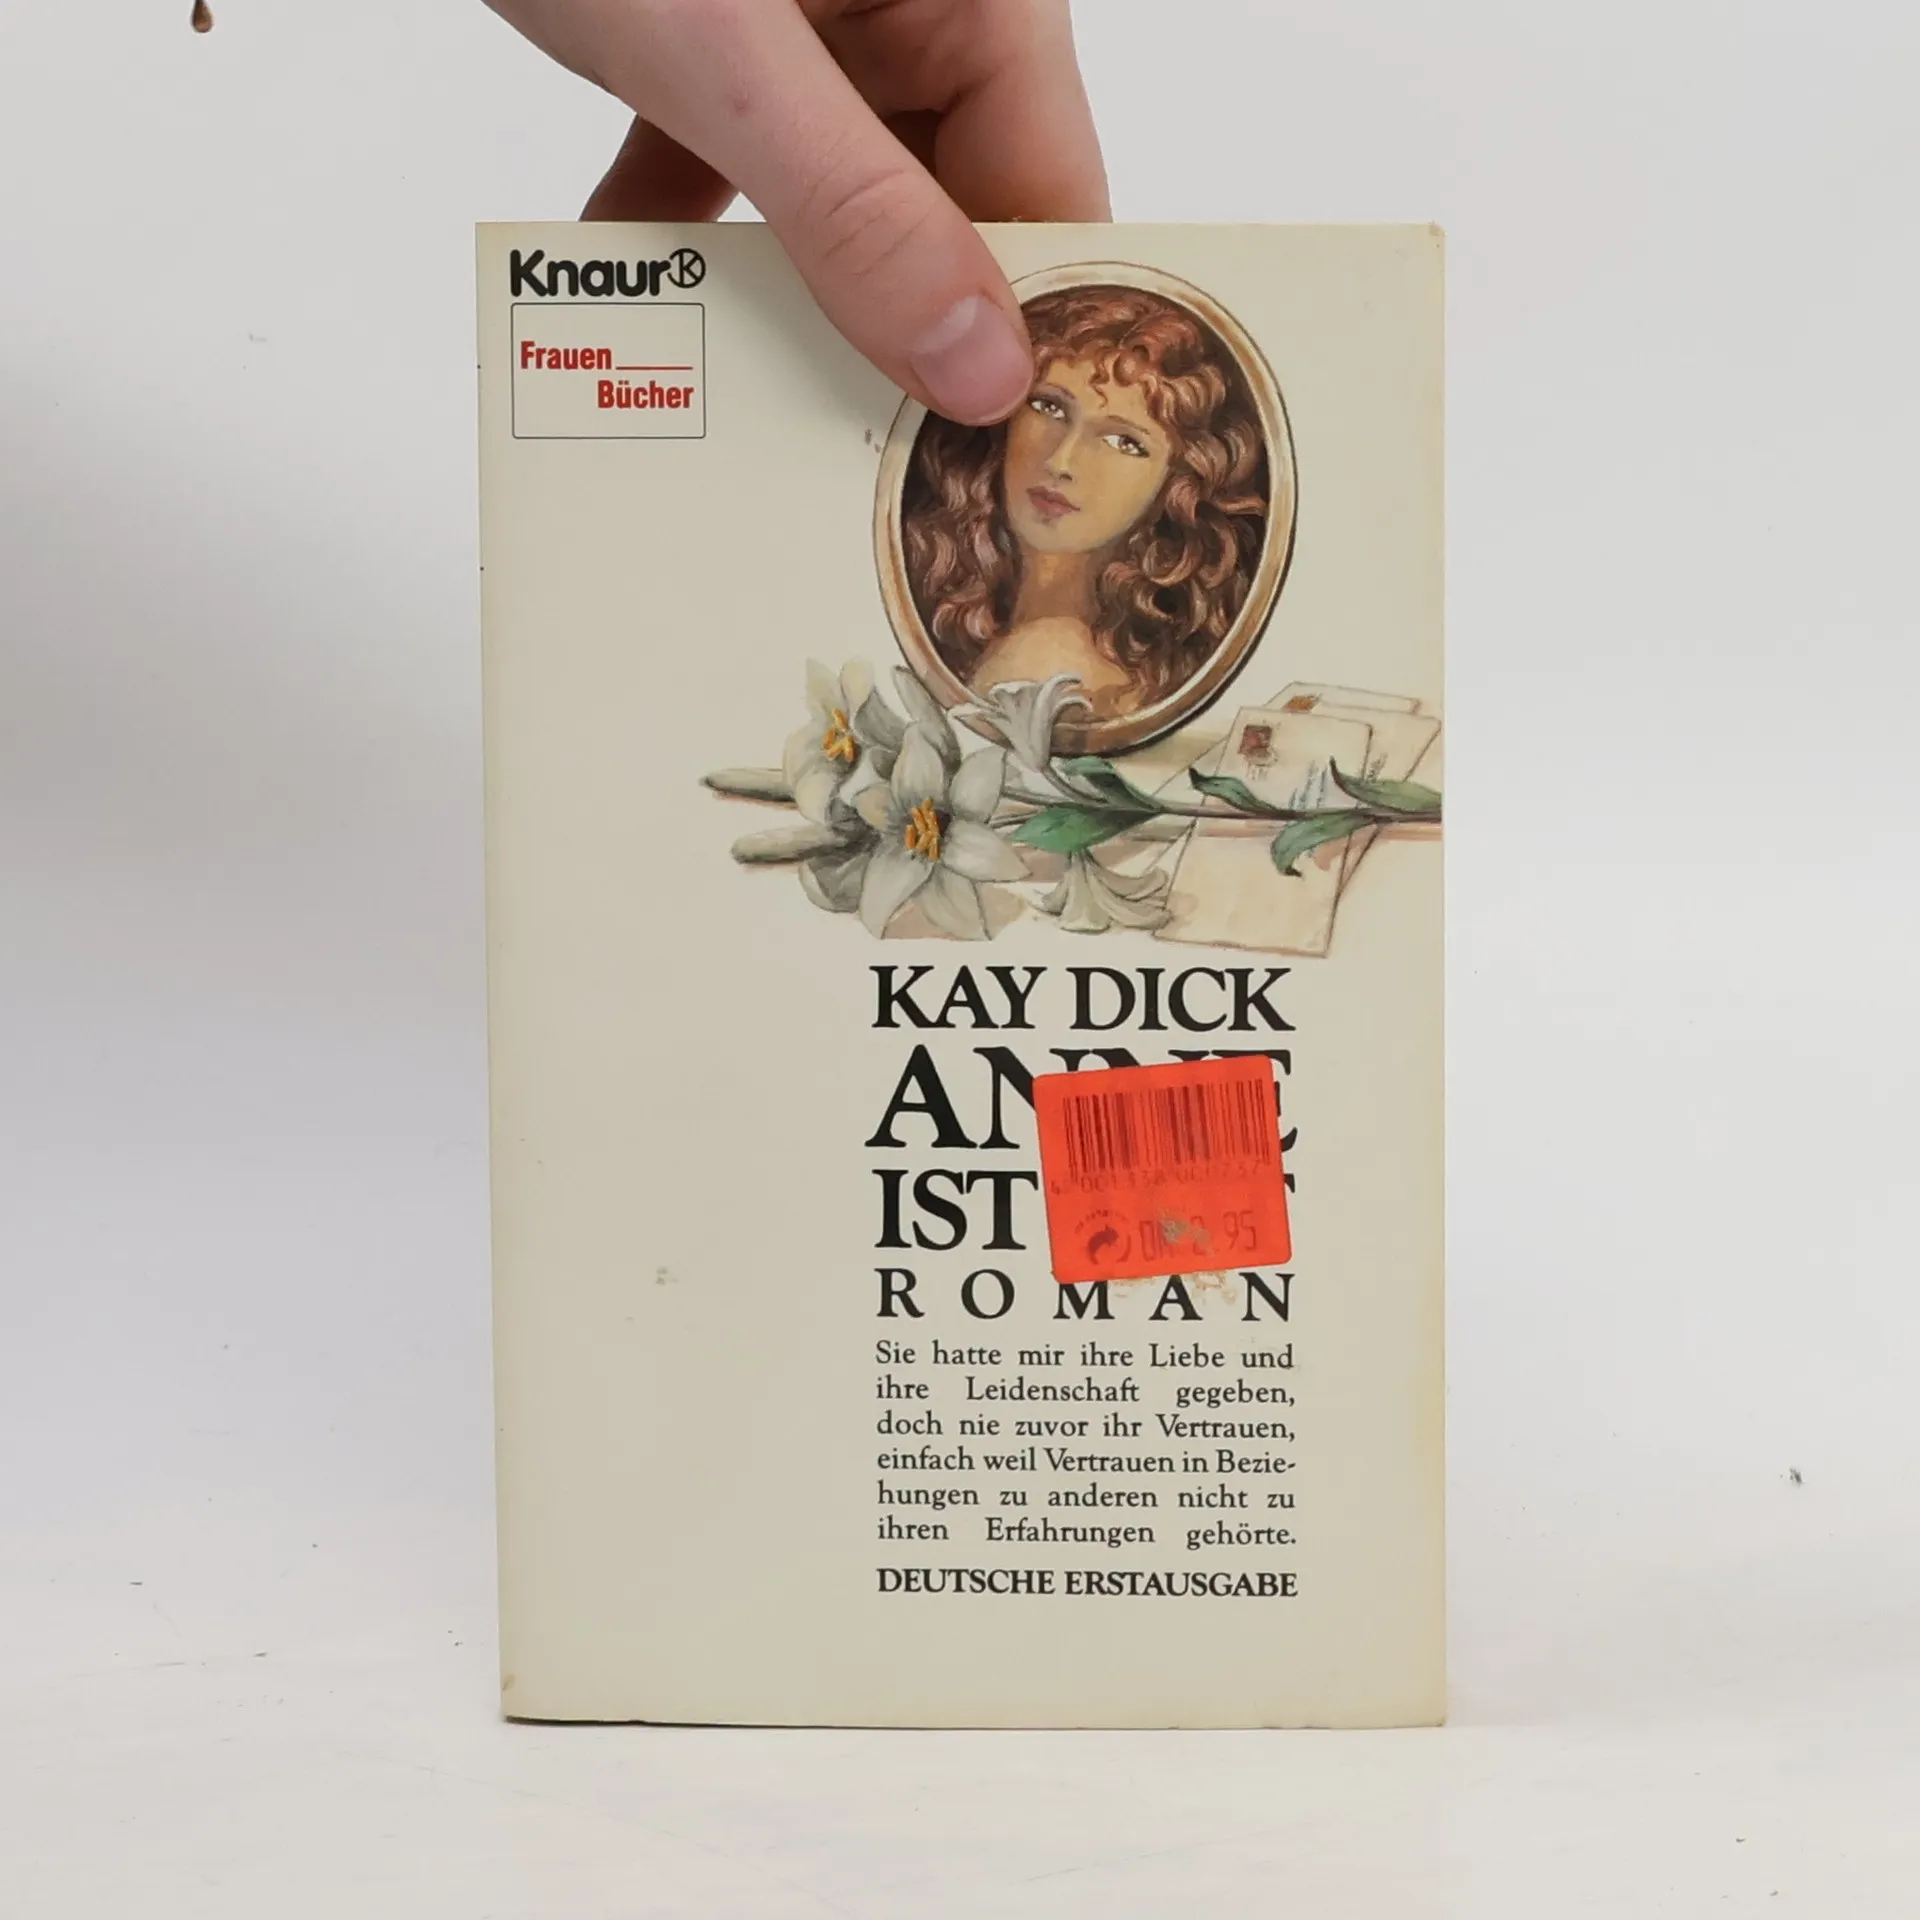 Knaur
Frauen
Bücher
KAY DICK
ANNE
IST
ROMAN
Sie hatte mir ihre Liebe und
ihre Leidenschaft gegeben,
doch nie zuvor ihr Vertrauen,
einfach weil Vertrauen in Bezie-
hungen zu anderen nicht zu
ihren Erfahrungen gehörte.
DEUTSCHE ERSTAUSGABE